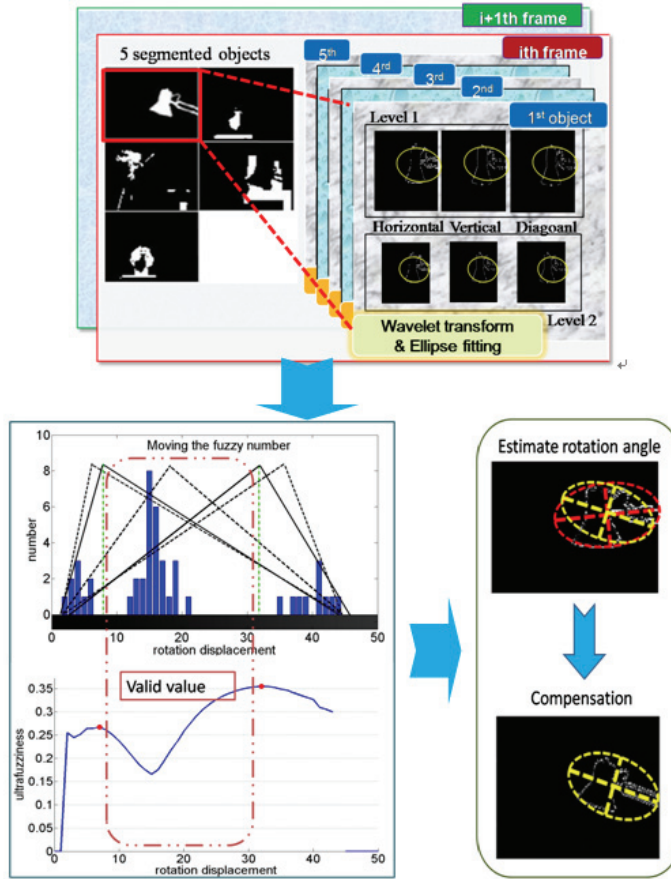 i+1th frame
5 segmented objects
5th
ith frame
4rd
3rd
2nd
1st object
Level 1
Horizontal Vertical Diagoanl
Level 2
Wavelet transform
& Ellipse fitting
Moving the fuzzy number
number
10
8
6
4
2
0
0 10 20 30 40 50
rotation displacement
Valid value
ultrafuzziness
0.35
0.3
0.25
0.2
0.15
0.1
0.05
0
0 10 20 30 40 50
rotation displacement
Estimate rotation angle
Compensation